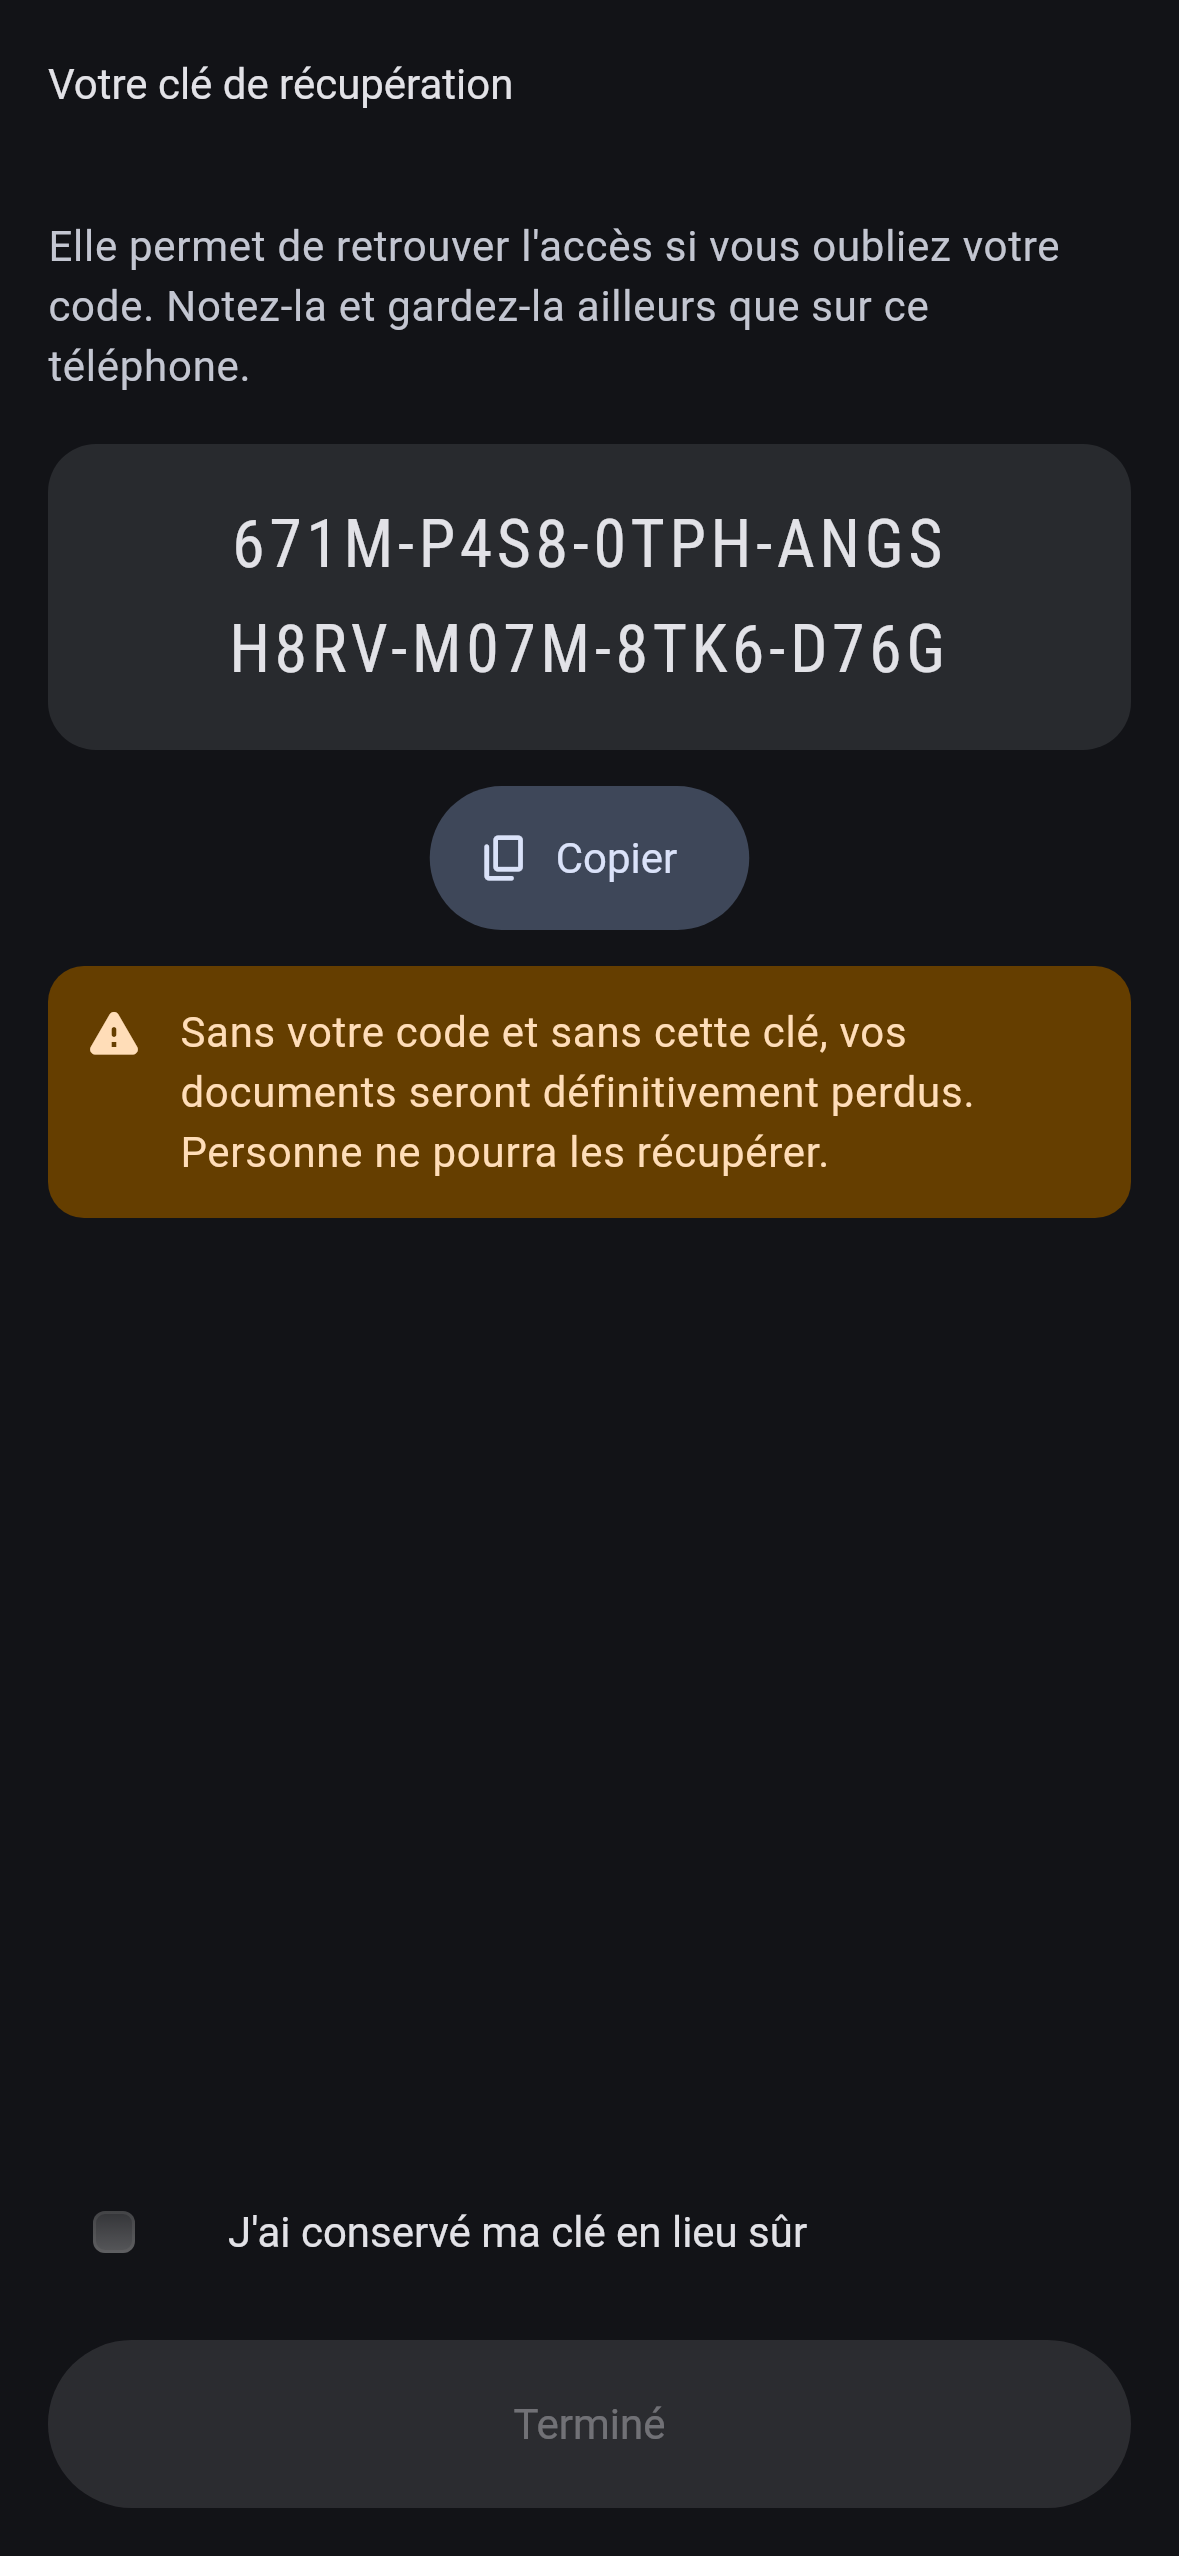 Votre clé de récupération
Elle permet de retrouver l'accès si vous oubliez votre
code. Notez-la et gardez-la ailleurs que sur ce
téléphone.
671M-P4S8-0TPH-ANGS
H8RV-M07M-8TK6-D76G
Copier
Sans votre code et sans cette clé, vos
documents seront définitivement perdus.
Personne ne pourra les récupérer.
J'ai conservé ma clé en lieu sûr
Terminé